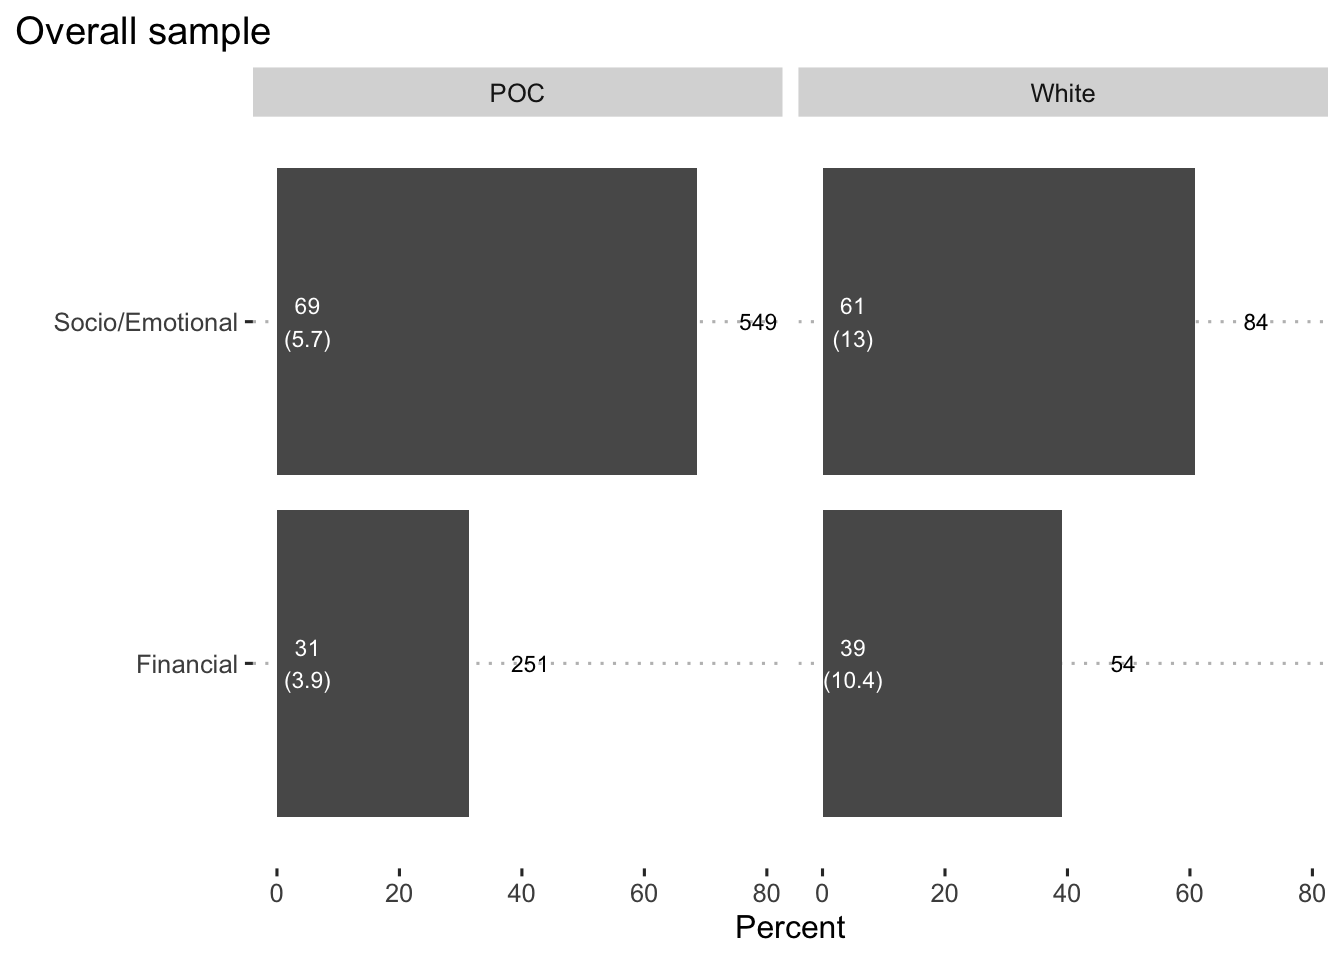 Overall sample
POC
White
Socio/Emotional
69
(5.7)
549
61
(13)
84
Financial
31
(3.9)
251
39
(10.4)
54
0 20 40 60 80 0 20 40 60 80
Percent